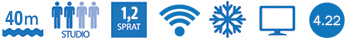 40m
STUDIO
1,2
SPRAT
4.22